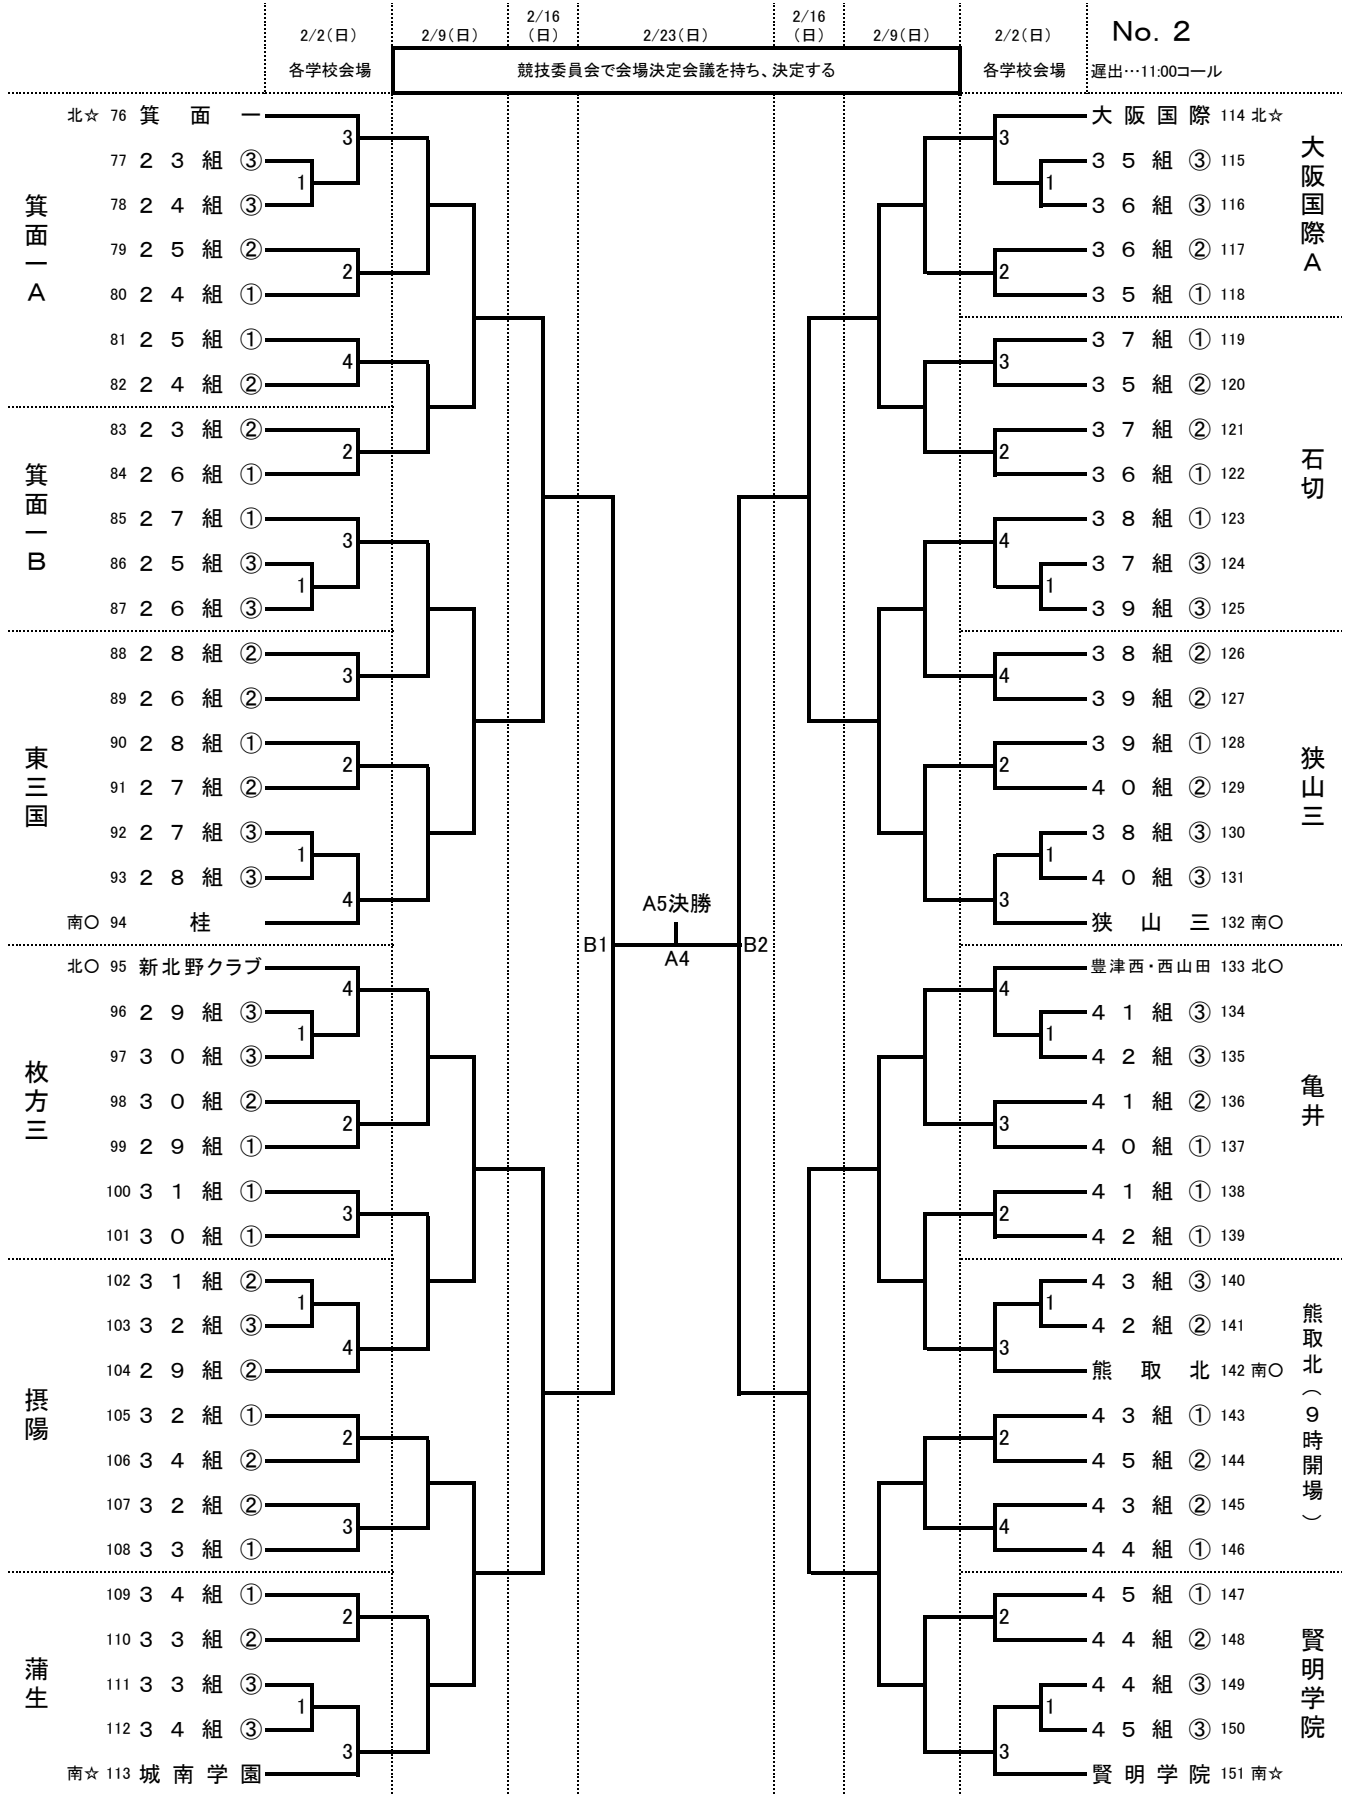 2/2(日)
2/9(日)
2/16
(日)
2/23(日)
2/16
(日)
2/9(日)
2/2(日)
No. 2
各学校会場
競技委員会で会場決定会議を持ち、決定する
各学校会場
遅出…11:00コール
箕面一A
北☆ 76 箕面一
77 23組 ③
78 24組 ③
79 25組 ②
80 24組 ①
81 25組 ①
82 24組 ②
3
1
2
4
箕面一B
83 23組 ②
84 26組 ①
85 27組 ①
86 25組 ③
87 26組 ③
2
3
1
東三国
88 28組 ②
89 26組 ②
90 28組 ①
91 27組 ②
92 27組 ③
93 28組 ③
南〇 94 桂
3
2
1
4
枚方三
北〇 95 新北野クラブ
96 29組 ③
97 30組 ③
98 30組 ②
99 29組 ①
100 31組 ①
101 30組 ①
4
1
2
3
摂陽
102 31組 ②
103 32組 ③
104 29組 ②
105 32組 ①
106 34組 ②
107 32組 ②
108 33組 ①
1
4
2
3
蒲生
109 34組 ①
110 33組 ②
111 33組 ③
112 34組 ③
南☆ 113 城南学園
2
1
3
A5決勝
B1
A4
B2
大阪国際A
大阪国際 114 北☆
35組 ③ 115
36組 ③ 116
36組 ② 117
35組 ① 118
3
1
2
石切
37組 ① 119
35組 ② 120
37組 ② 121
36組 ① 122
38組 ① 123
37組 ③ 124
39組 ③ 125
3
2
4
1
狭山三
38組 ② 126
39組 ② 127
39組 ① 128
40組 ② 129
38組 ③ 130
40組 ③ 131
狭山三 132 南〇
4
2
1
3
亀井
豊津西・西山田 133 北〇
41組 ③ 134
42組 ③ 135
41組 ② 136
40組 ① 137
41組 ① 138
42組 ① 139
4
1
3
2
熊取北(9時開場)
43組 ③ 140
42組 ② 141
熊取北 142 南〇
43組 ① 143
45組 ② 144
43組 ② 145
44組 ① 146
1
3
2
4
賢明学院
45組 ① 147
44組 ② 148
44組 ③ 149
45組 ③ 150
賢明学院 151 南☆
2
1
3